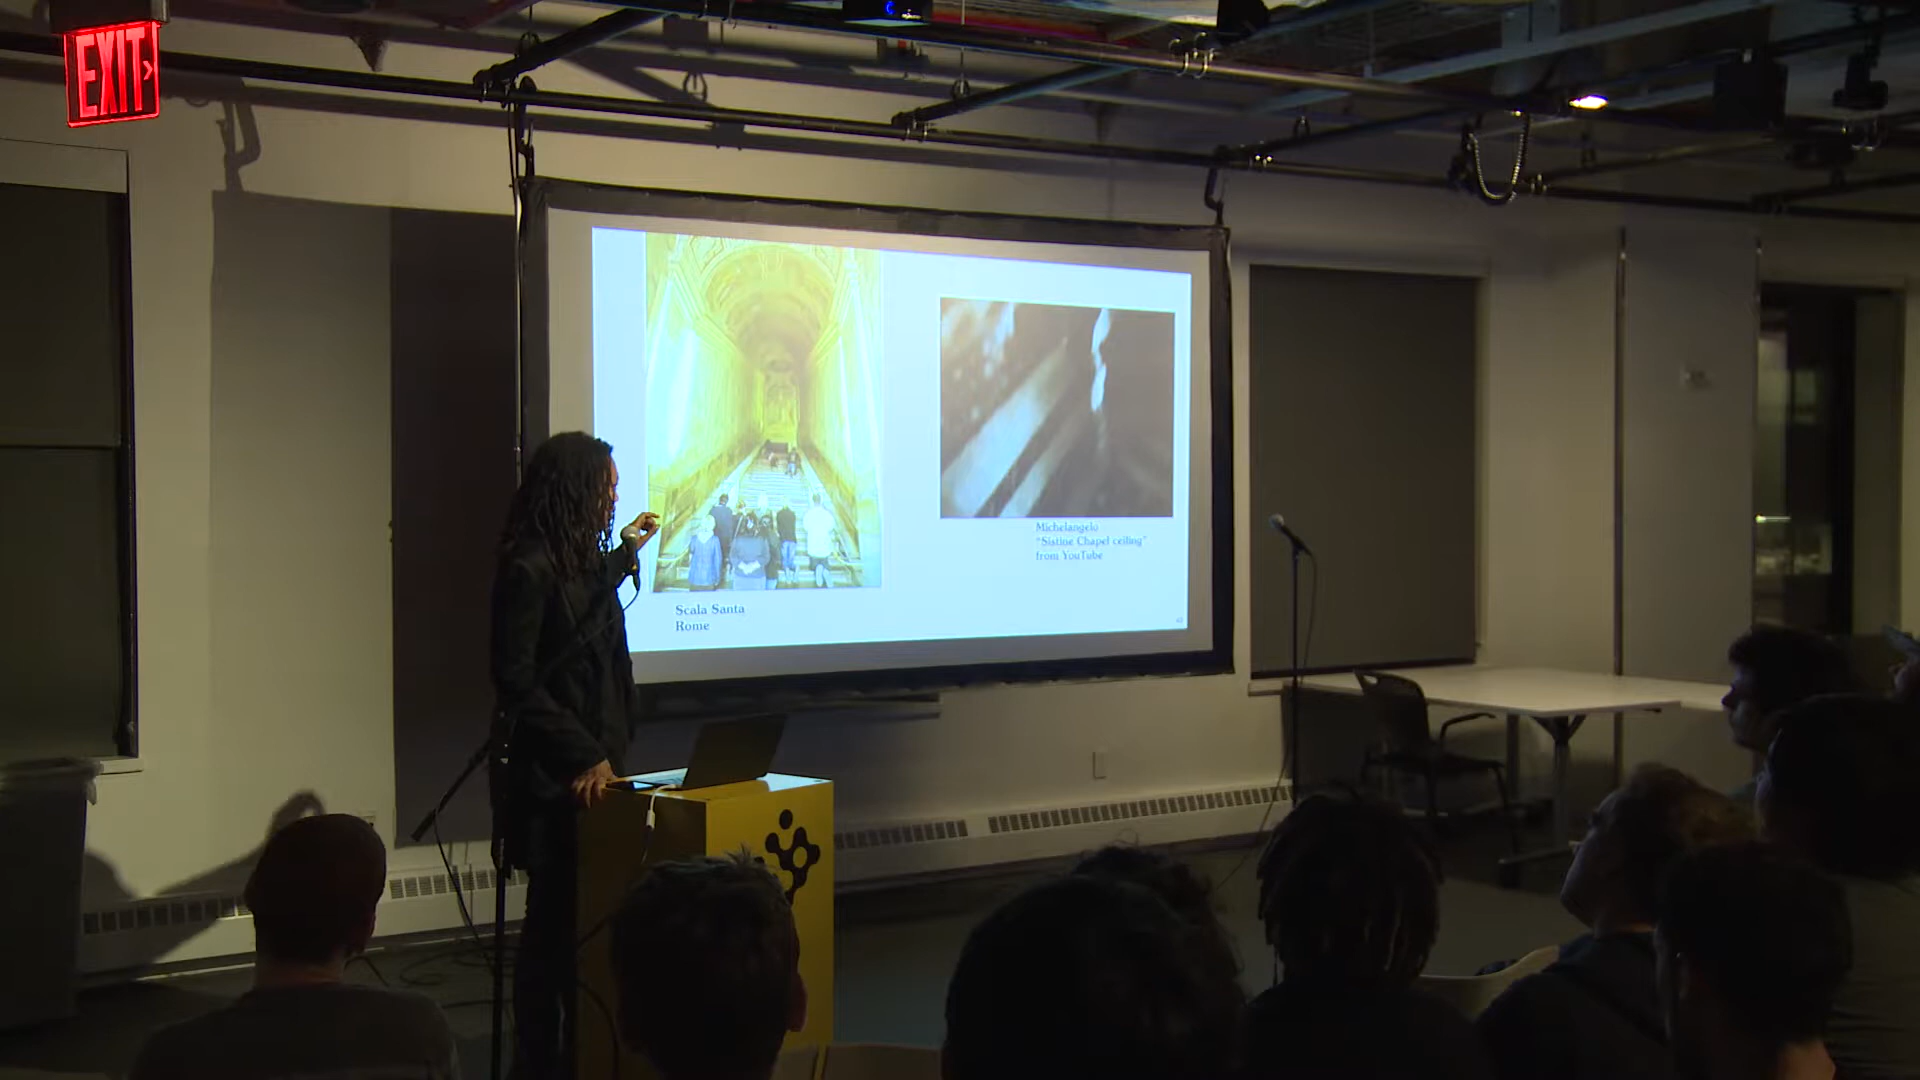 EXIT
Michelangelo
"Sistine Chapel ceiling"
from YouTube
Scala Santa
Rome